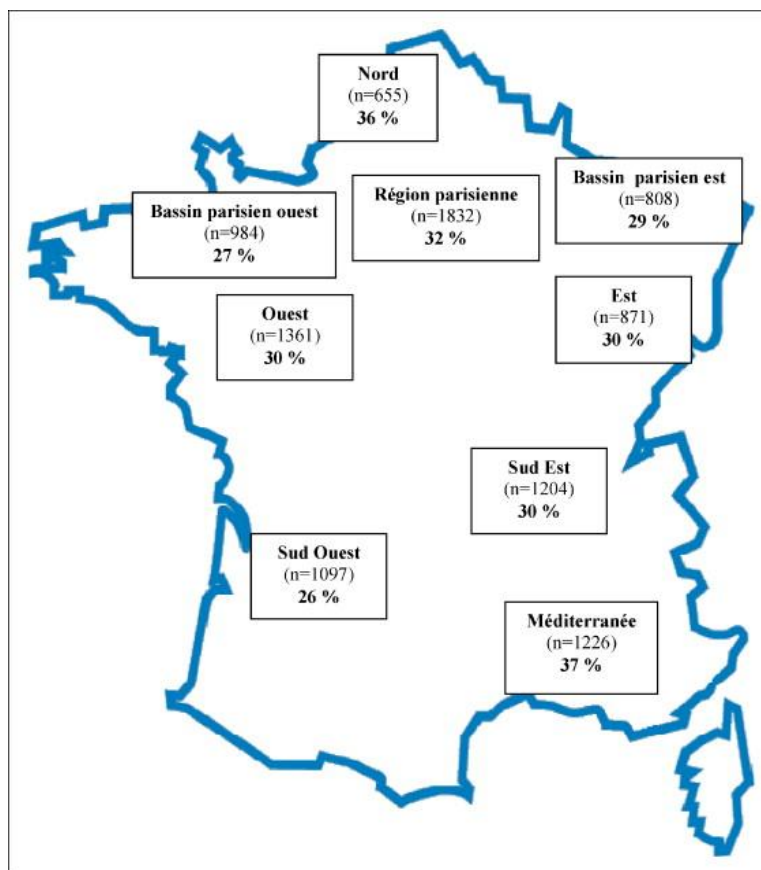 Nord
(n=655)
36 %
Bassin parisien ouest
(n=984)
27 %
Région parisienne
(n=1832)
32 %
Bassin parisien est
(n=808)
29 %
Ouest
(n=1361)
30 %
Est
(n=871)
30 %
Sud Est
(n=1204)
30 %
Sud Ouest
(n=1097)
26 %
Méditerranée
(n=1226)
37 %